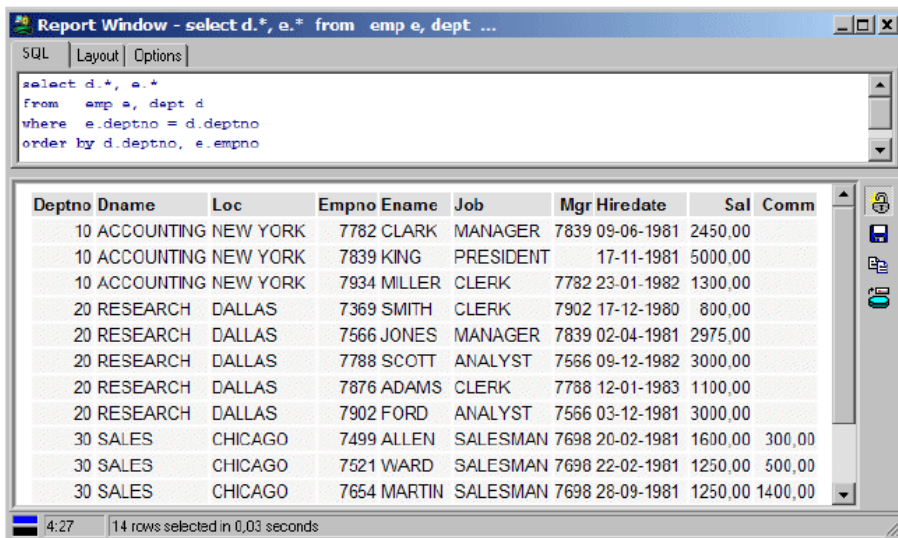 Report Window - select d.*, e.*  from   emp e, dept  ...
SQL Layout Options
select d.*, e.*
from   emp e, dept d
where  e.deptno = d.deptno
order by d.deptno, e.empno
Deptno Dname Loc Empno Ename Job Mgr Hiredate Sal Comm
10 ACCOUNTING NEW YORK 7782 CLARK MANAGER 7839 09-06-1981 2450,00
10 ACCOUNTING NEW YORK 7839 KING PRESIDENT 17-11-1981 5000,00
10 ACCOUNTING NEW YORK 7934 MILLER CLERK 7782 23-01-1982 1300,00
20 RESEARCH DALLAS 7369 SMITH CLERK 7902 17-12-1980 800,00
20 RESEARCH DALLAS 7566 JONES MANAGER 7839 02-04-1981 2975,00
20 RESEARCH DALLAS 7788 SCOTT ANALYST 7566 09-12-1982 3000,00
20 RESEARCH DALLAS 7876 ADAMS CLERK 7788 12-01-1983 1100,00
20 RESEARCH DALLAS 7902 FORD ANALYST 7566 03-12-1981 3000,00
30 SALES CHICAGO 7499 ALLEN SALESMAN 7698 20-02-1981 1600,00 300,00
30 SALES CHICAGO 7521 WARD SALESMAN 7698 22-02-1981 1250,00 500,00
30 SALES CHICAGO 7654 MARTIN SALESMAN 7698 28-09-1981 1250,00 1400,00
4:27 14 rows selected in 0,03 seconds